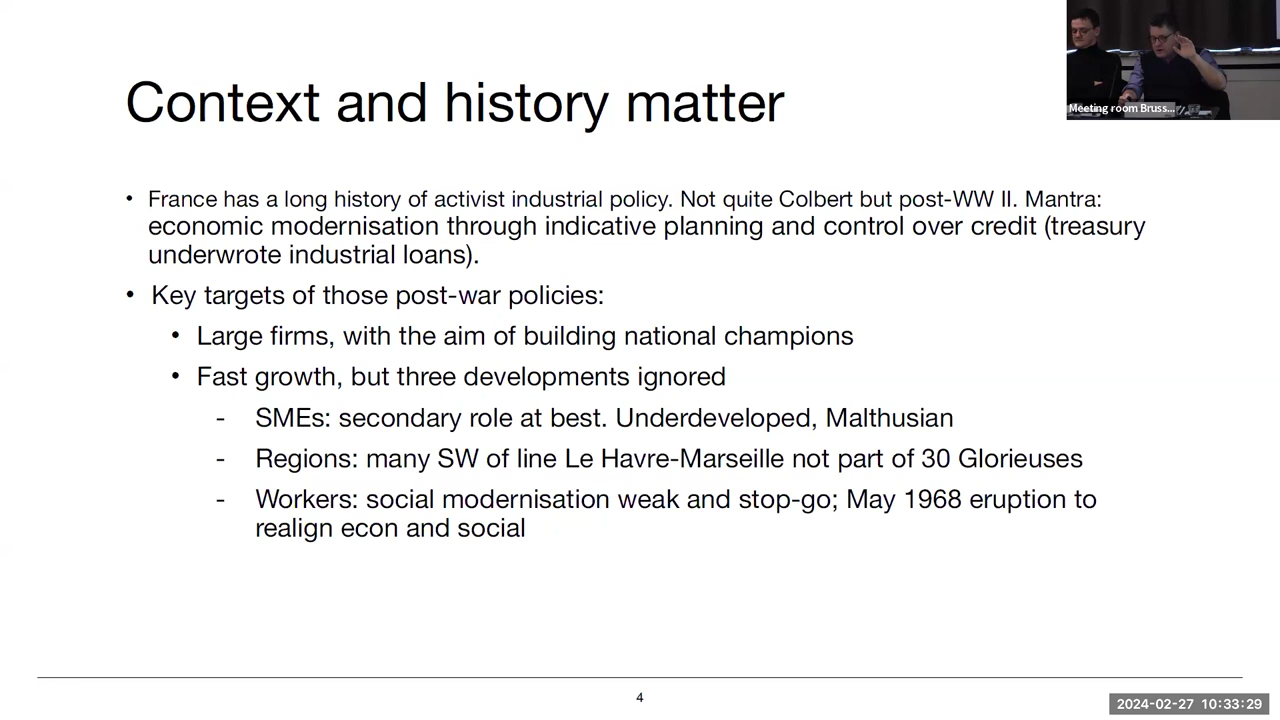 Context and history matter
Meeting room Bruss...
• France has a long history of activist industrial policy. Not quite Colbert but post-WW II. Mantra:
economic modernisation through indicative planning and control over credit (treasury
underwrote industrial loans).
• Key targets of those post-war policies:
• Large firms, with the aim of building national champions
• Fast growth, but three developments ignored
- SMEs: secondary role at best. Underdeveloped, Malthusian
- Regions: many SW of line Le Havre-Marseille not part of 30 Glorieuses
- Workers: social modernisation weak and stop-go; May 1968 eruption to
realign econ and social
4
2024-02-27 10:33:29